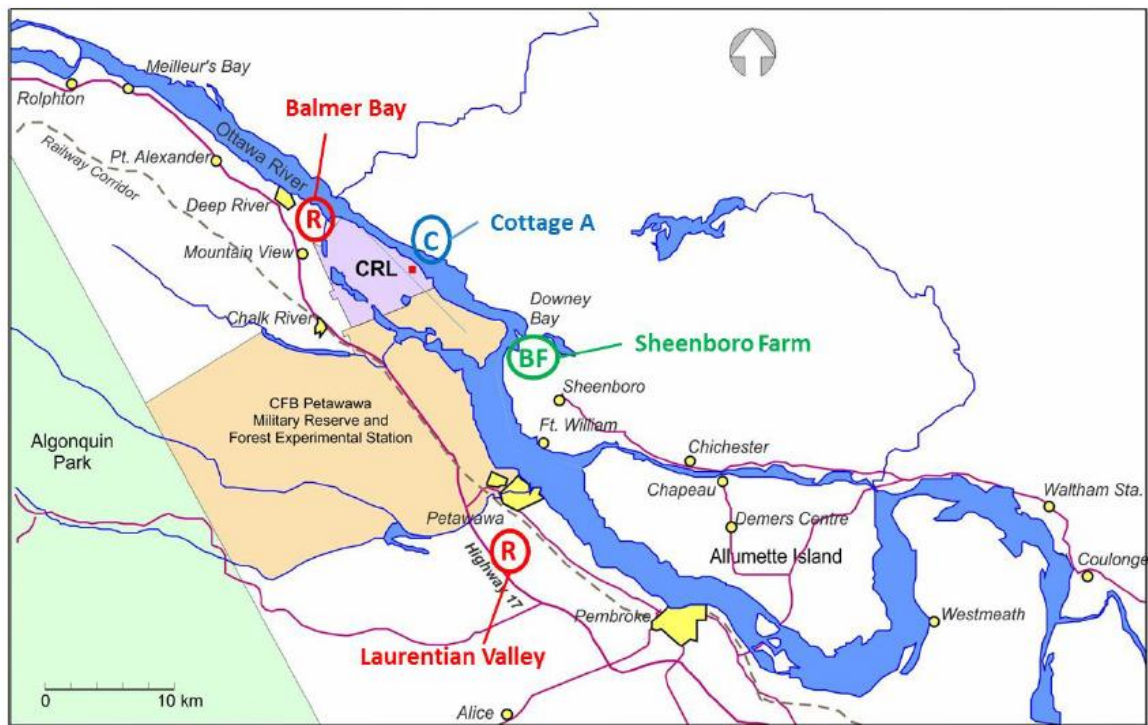 Meilleur's Bay
Rolphton
Balmer Bay
Ottawa River
Pt. Alexander
Railway Corridor
Deep River
R
Cottage A
C
Mountain View
CRL
Downey
Bay
Chalk River
BF
Sheenboro Farm
Sheenboro
CFB Petawawa
Military Reserve and
Forest Experimental Station
Algonquin
Park
Ft. William
Chichester
Chapeau
Waltham Sta.
Petawawa
Demers Centre
R
Allumette Island
Highway 17
Coulonge
Pembroke
Westmeath
Laurentian Valley
0 10 km
Alice